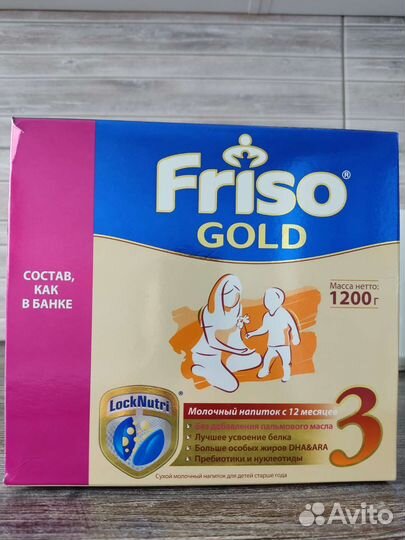 Friso®
GOLD
СОСТАВ,
КАК
В БАНКЕ
Масса нетто:
1200 г
LockNutri
Молочный напиток с 12 месяцев
3
Без добавления пальмового масла
Лучшее усвоение белка
Больше особых жиров DHA&ARA
Пребиотики и нуклеотиды
Сухой молочный напиток для детей старше года
Avito